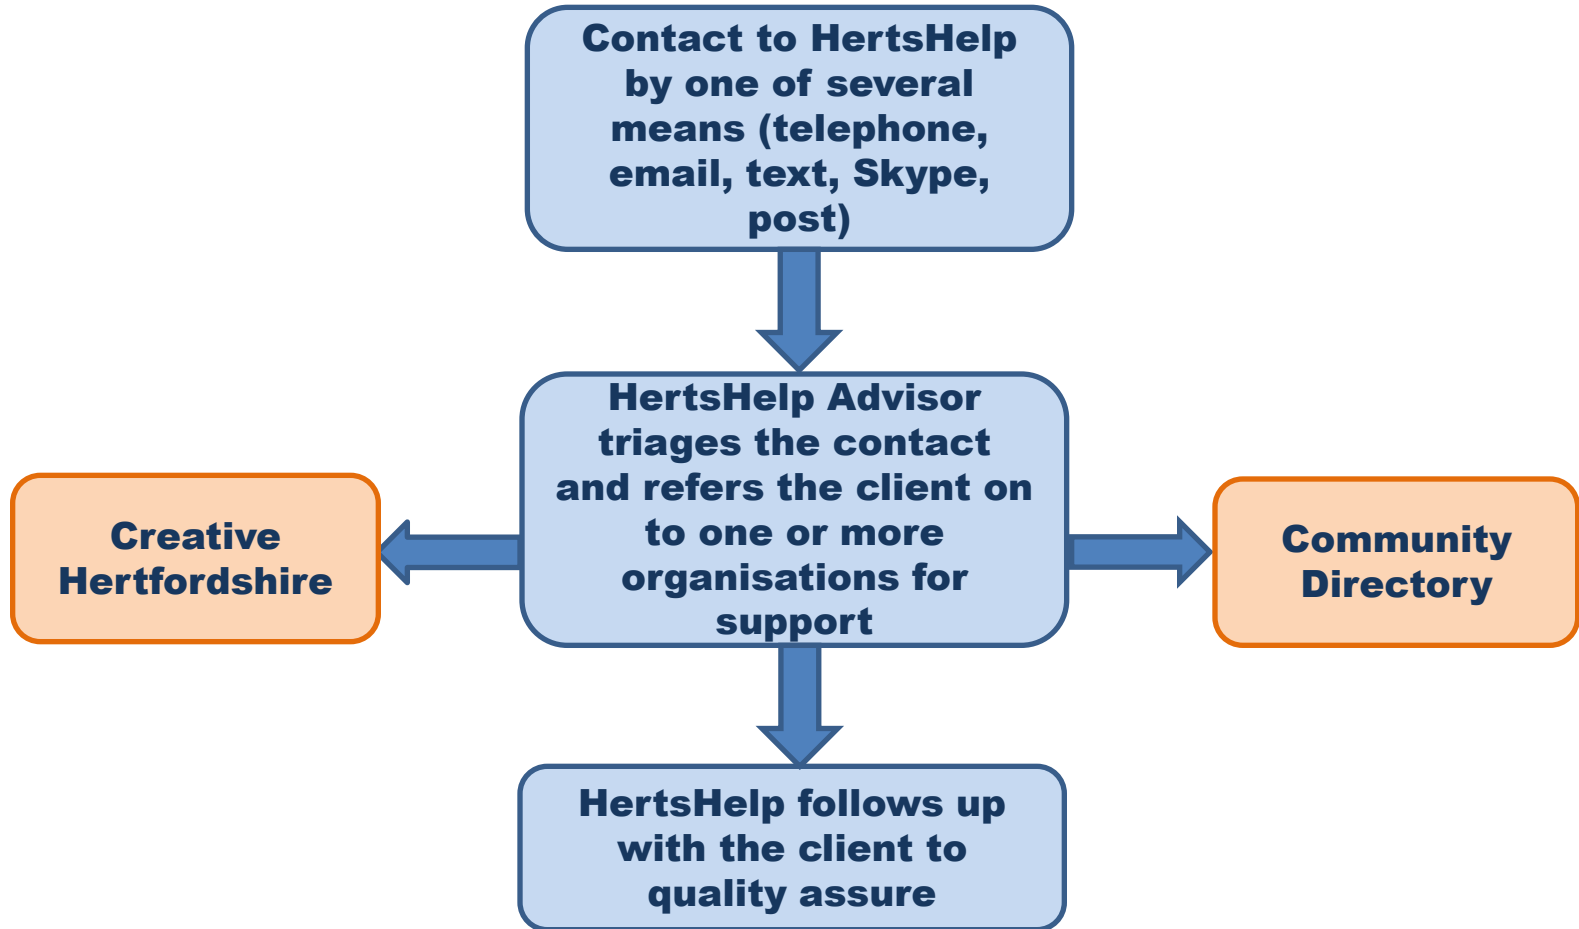 Contact to HertsHelp
by one of several
means (telephone,
email, text, Skype,
post)
HertsHelp Advisor
triages the contact
and refers the client on
to one or more
organisations for
support
Creative
Hertfordshire
Community
Directory
HertsHelp follows up
with the client to
quality assure